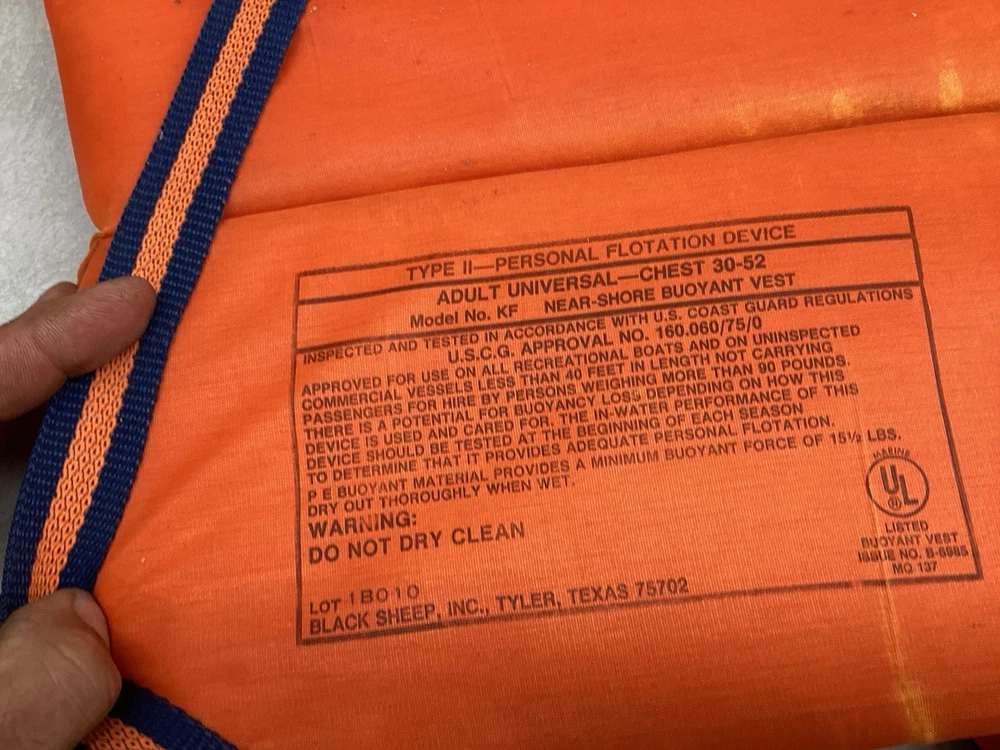 TYPE II—PERSONAL FLOTATION DEVICE
ADULT UNIVERSAL—CHEST 30-52
Model No. KF NEAR-SHORE BUOYANT VEST
INSPECTED AND TESTED IN ACCORDANCE WITH U.S. COAST GUARD REGULATIONS
U.S.C.G. APPROVAL NO. 160.060/75/0
APPROVED FOR USE ON ALL RECREATIONAL BOATS AND ON UNINSPECTED
COMMERCIAL VESSELS LESS THAN 40 FEET IN LENGTH NOT CARRYING
PASSENGERS FOR HIRE BY PERSONS WEIGHING MORE THAN 90 POUNDS.
THERE IS A POTENTIAL FOR BUOYANCY LOSS DEPENDING ON HOW THIS
DEVICE IS USED AND CARED FOR. THE IN-WATER PERFORMANCE OF THIS
DEVICE SHOULD BE TESTED AT THE BEGINNING OF EACH SEASON
TO DETERMINE THAT IT PROVIDES ADEQUATE PERSONAL FLOTATION.
P E BUOYANT MATERIAL PROVIDES A MINIMUM BUOYANT FORCE OF 15½ LBS.
DRY OUT THOROUGHLY WHEN WET.
WARNING:
DO NOT DRY CLEAN
LOT 1B010
BLACK SHEEP, INC., TYLER, TEXAS 75702
MARINE
UL
LISTED
BUOYANT VEST
ISSUE NO. B-6985
MQ 137